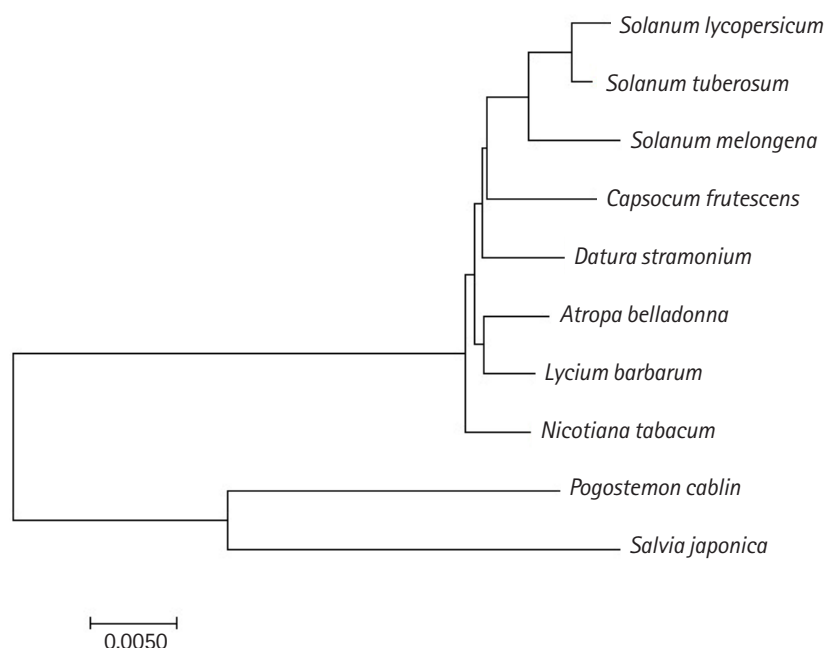 Solanum lycopersicum
Solanum tuberosum
Solanum melongena
Capsocum frutescens
Datura stramonium
Atropa belladonna
Lycium barbarum
Nicotiana tabacum
Pogostemon cablin
Salvia japonica
0.0050